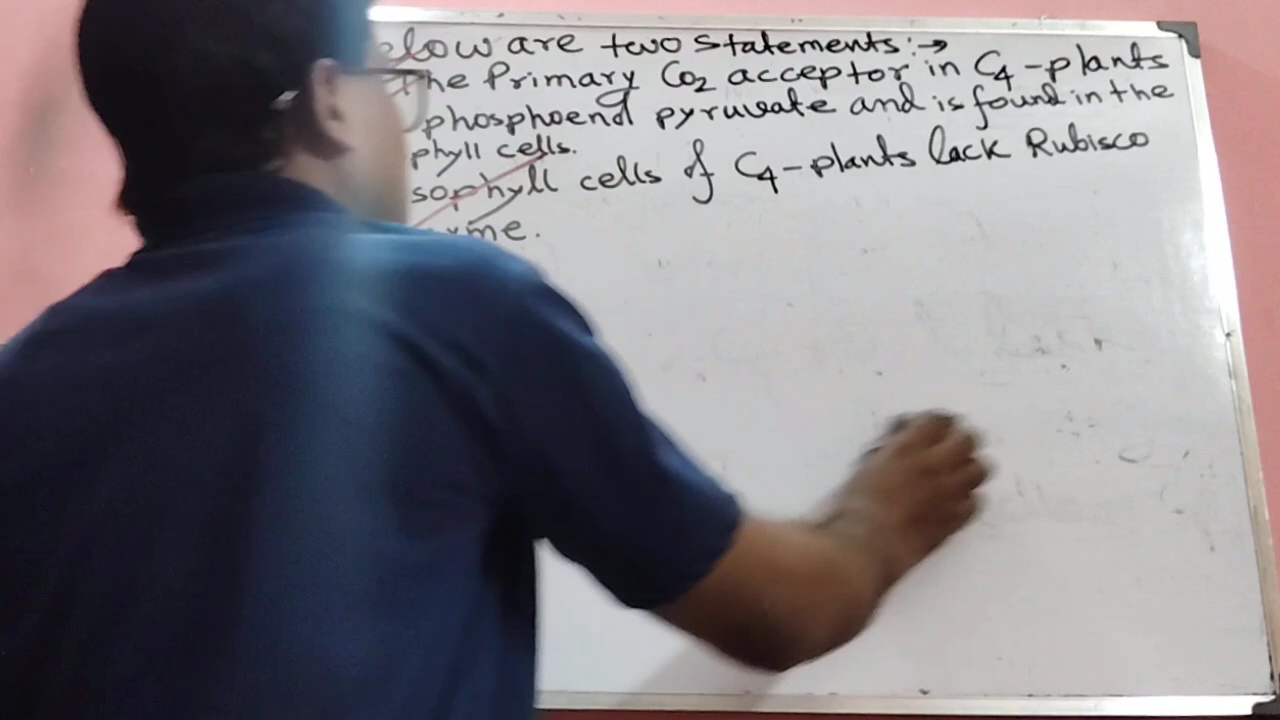 elow are two statements:→
The Primary CO2 acceptor in C4-plants
phosphoenol pyruvate and is found in the
phyll cells.
sophyll cells of C4-plants lack Rubisco
yme.